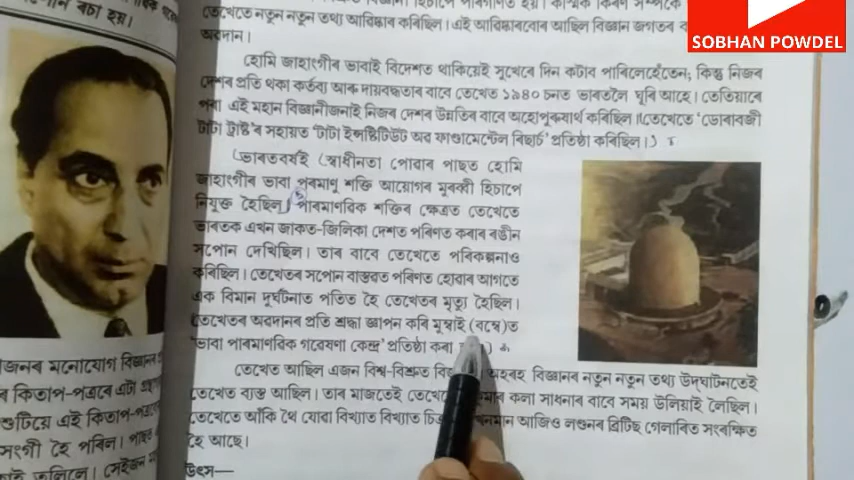 SOBHAN POWDEL
তেখেতে নতুন নতুন তথ্য আৱিষ্কাৰ কৰিছিল। এই আৱিষ্কাৰবোৰ আছিল বিজ্ঞান জগতৰ
অৱদান।
হোমি জাহাংগীৰ ভাবাই বিদেশত থাকিয়েই সুখেৰে দিন কটাব পাৰিলেহেঁতেন; কিন্তু নিজৰ
দেশৰ প্ৰতি থকা কৰ্তব্য আৰু দায়বদ্ধতাৰ বাবে তেখেত ১৯৪০ চনত ভাৰতলৈ ঘূৰি আহে। তেতিয়াৰে
পৰা এই মহান বিজ্ঞানীজনাই নিজৰ দেশৰ উন্নতিৰ বাবে অহোপুৰুষাৰ্থ কৰিছিল। তেখেতে 'ডোৰাবজী
টাটা ট্ৰাষ্ট'ৰ সহায়ত 'টাটা ইন্সষ্টিটিউট অৱ ফাণ্ডামেন্টেল ৰিছাৰ্চ' প্ৰতিষ্ঠা কৰিছিল।
ভাৰতবৰ্ষই স্বাধীনতা পোৱাৰ পাছত হোমি
জাহাংগীৰ ভাবা পৰমাণু শক্তি আয়োগৰ মুৰব্বী হিচাপে
নিযুক্ত হৈছিল। পাৰমাণৱিক শক্তিৰ ক্ষেত্ৰত তেখেতে
ভাৰতক এখন জাকত-জিলিকা দেশত পৰিণত কৰাৰ ৰঙীন
সপোন দেখিছিল। তাৰ বাবে তেখেতে পৰিকল্পনাও
কৰিছিল। তেখেতৰ সপোন বাস্তৱত পৰিণত হোৱাৰ আগতে
এক বিমান দুৰ্ঘটনাত পতিত হৈ তেখেতৰ মৃত্যু হৈছিল।
তেখেতৰ অৱদানৰ প্ৰতি শ্ৰদ্ধা জ্ঞাপন কৰি মুম্বাই (বম্বে)ত
'ভাবা পাৰমাণৱিক গৱেষণা কেন্দ্ৰ' প্ৰতিষ্ঠা কৰা
তেখেত আছিল এজন বিশ্ব-বিশ্ৰুত অহৰহ বিজ্ঞানৰ নতুন নতুন তথ্য উদ্ঘাটনতেই
তেখেত ব্যস্ত আছিল। তাৰ মাজতেই কলা সাধনাৰ বাবে সময় উলিয়াই লৈছিল।
তেখেতে আঁকি থৈ যোৱা বিখ্যাত বিখ্যাত আজিও লণ্ডনৰ ব্ৰিটিছ গেলাৰিত সংৰক্ষিত
হৈ আছে।
উৎস—
ৰচা হয়।
মনোযোগ
কিতাপ-পত্ৰৰে এটা
এই কিতাপ-পত্ৰৰে
সংগী হৈ পৰিল।
তুলিলে।